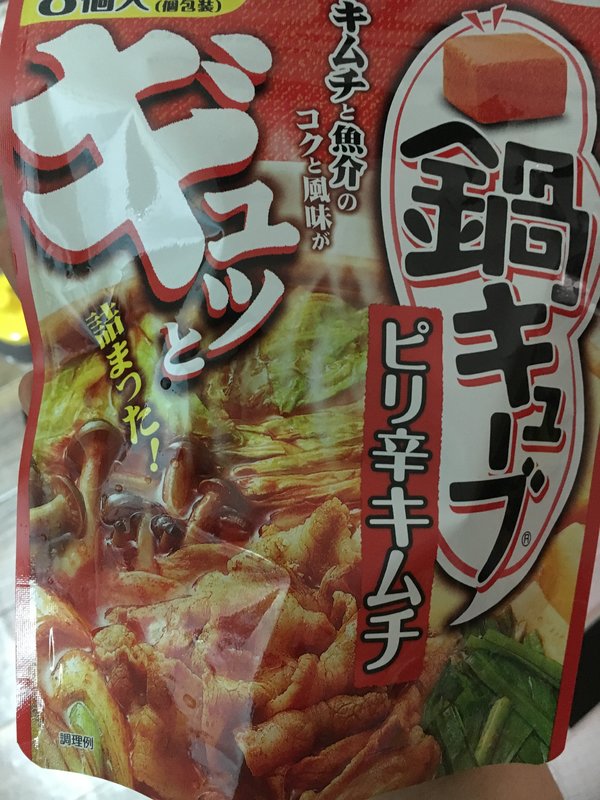 8個入(個包装)
鍋キューブ®
ピリ辛キムチ
キムチと魚介の
コクと風味が
ギュッと
詰まった!
調理例